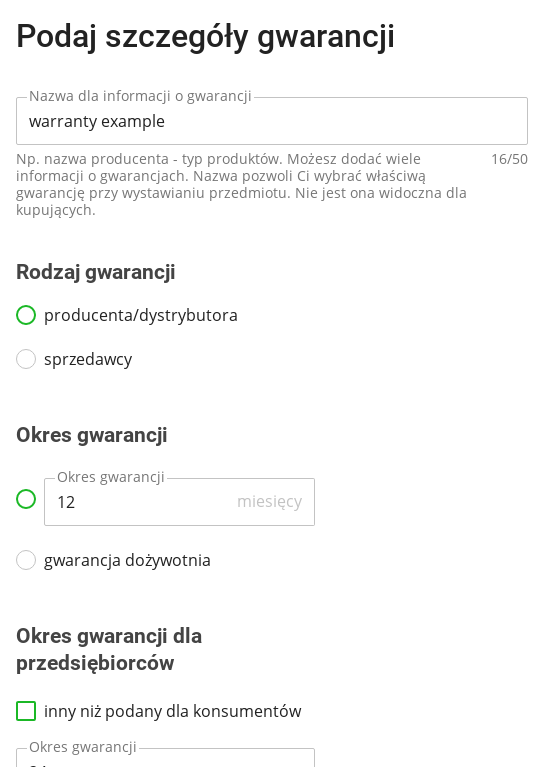 Podaj szczegóły gwarancji
Nazwa dla informacji o gwarancji
warranty example
Np. nazwa producenta - typ produktów. Możesz dodać wiele 16/50
informacji o gwarancjach. Nazwa pozwoli Ci wybrać właściwą
gwarancję przy wystawianiu przedmiotu. Nie jest ona widoczna dla
kupujących.
Rodzaj gwarancji
producenta/dystrybutora
sprzedawcy
Okres gwarancji
Okres gwarancji
12 miesięcy
gwarancja dożywotnia
Okres gwarancji dla
przedsiębiorców
inny niż podany dla konsumentów
Okres gwarancji